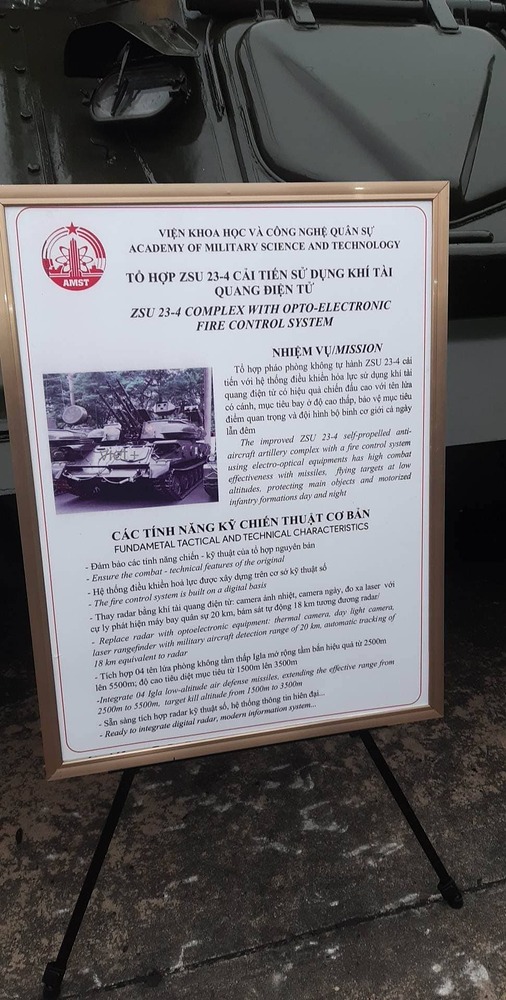 VIỆN KHOA HỌC VÀ CÔNG NGHỆ QUÂN SỰ
ACADEMY OF MILITARY SCIENCE AND TECHNOLOGY
AMST
TỔ HỢP ZSU 23-4 CẢI TIẾN SỬ DỤNG KHÍ TÀI
QUANG ĐIỆN TỬ
ZSU 23-4 COMPLEX WITH OPTO-ELECTRONIC
FIRE CONTROL SYSTEM
NHIỆM VỤ/MISSION
Tổ hợp pháo phòng không tự hành ZSU 23-4 cải
tiến với hệ thống điều khiển hỏa lực sử dụng khí tài
quang điện tử có hiệu quả chiến đấu cao với tên lửa
có cánh, mục tiêu bay ở độ cao thấp, bảo vệ mục tiêu
điểm quan trọng và đội hình bộ binh cơ giới cả ngày
lẫn đêm
The improved ZSU 23-4 self-propelled anti-
aircraft artillery complex with a fire control system
using electro-optical equipments has high combat
effectiveness with missiles, flying targets at low
altitudes, protecting main objects and motorized
infantry formations day and night
CÁC TÍNH NĂNG KỸ CHIẾN THUẬT CƠ BẢN
FUNDAMETAL TACTICAL AND TECHNICAL CHARACTERISTICS
- Đảm bảo các tính năng chiến - kỹ thuật của tổ hợp nguyên bản
- Ensure the combat - technical features of the original
- Hệ thống điều khiển hoả lực được xây dựng trên cơ sở kỹ thuật số
- The fire control system is built on a digital basis
- Thay radar bằng khí tài quang điện tử: camera ảnh nhiệt, camera ngày, đo xa laser với
cự ly phát hiện máy bay quân sự 20 km, bám sát tự động 18 km tương đương radar/
- Replace radar with optoelectronic equipment: thermal camera, day light camera,
laser rangefinder with military aircraft detection range of 20 km, automatic tracking of
18 km equivalent to radar
- Tích hợp 04 tên lửa phòng không tầm thấp Igla mở rộng tầm bắn hiệu quả từ 2500m
lên 5500m; độ cao tiêu diệt mục tiêu từ 1500m lên 3500m
-Integrate 04 Igla low-altitude air defense missiles, extending the effective range from
2500m to 5500m, target kill altitude from 1500m to 3500m
- Sẵn sàng tích hợp radar kỹ thuật số, hệ thống thông tin hiện đại...
- Ready to integrate digital radar, modern information system...